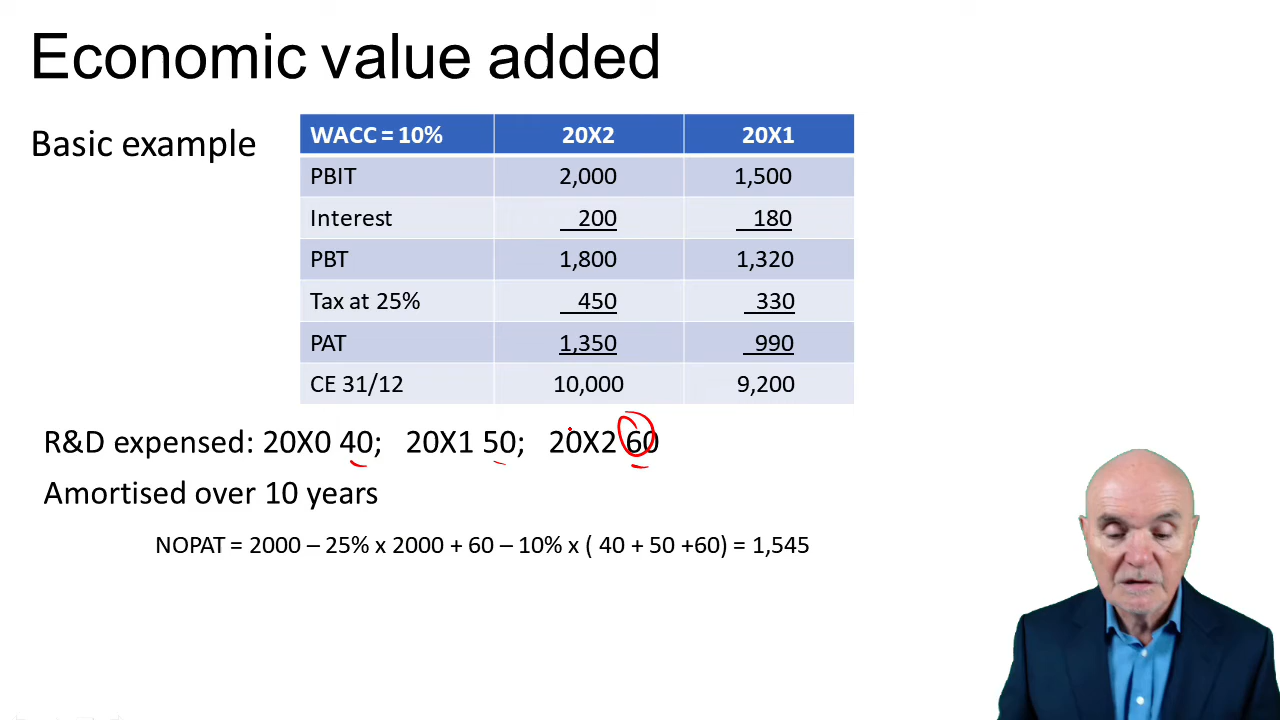 Economic value added
Basic example
WACC = 10% 20X2 20X1
PBIT 2,000 1,500
Interest 200 180
PBT 1,800 1,320
Tax at 25% 450 330
PAT 1,350 990
CE 31/12 10,000 9,200
R&D expensed: 20X0 40; 20X1 50; 20X2 60
Amortised over 10 years
NOPAT = 2000 – 25% x 2000 + 60 – 10% x ( 40 + 50 +60) = 1,545